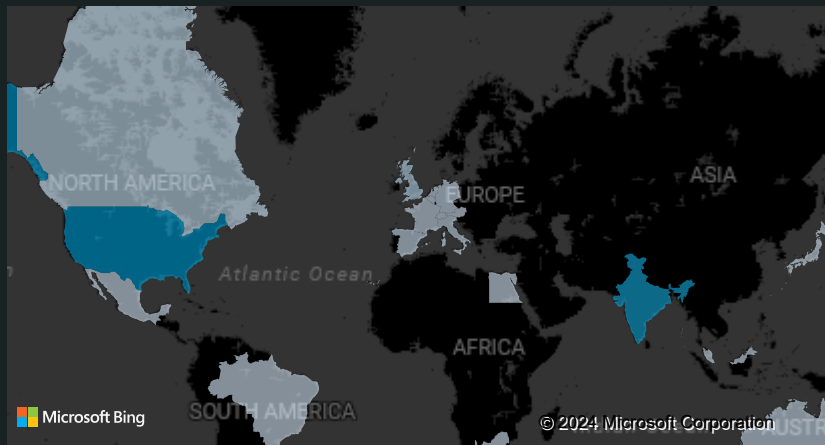 NORTH AMERICA
EUROPE
ASIA
Atlantic Ocean
AFRICA
SOUTH AMERICA
Microsoft Bing
© 2024 Microsoft Corporation